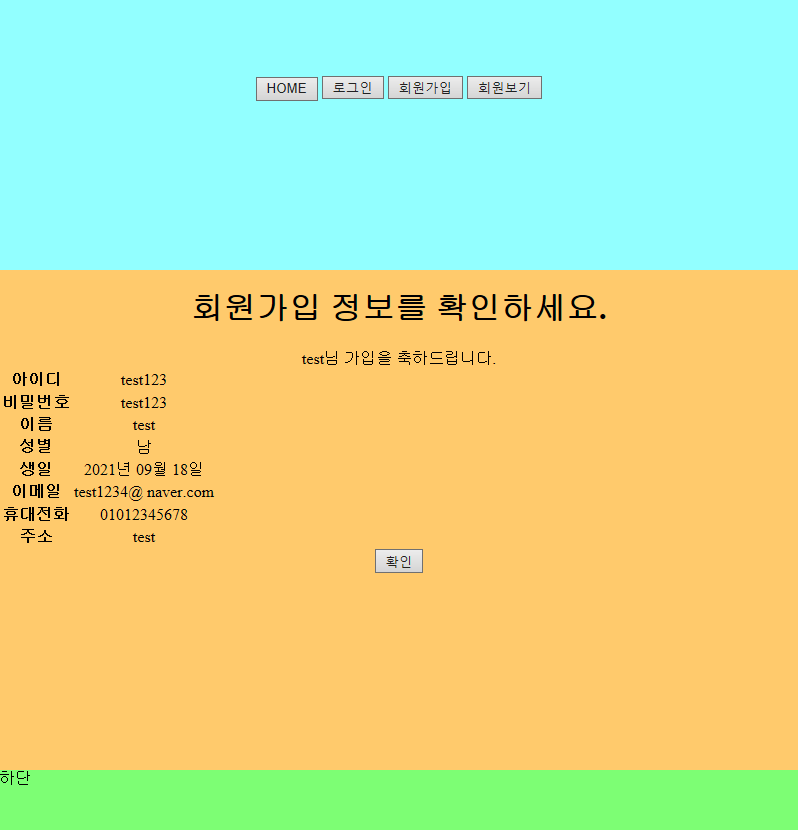 HOME 로그인 회원가입 회원보기
회원가입 정보를 확인하세요.
test님 가입을 축하드립니다.
아이디 test123
비밀번호 test123
이름 test
성별 남
생일 2021년 09월 18일
이메일 test1234@ naver.com
휴대전화 01012345678
주소 test
확인
하단